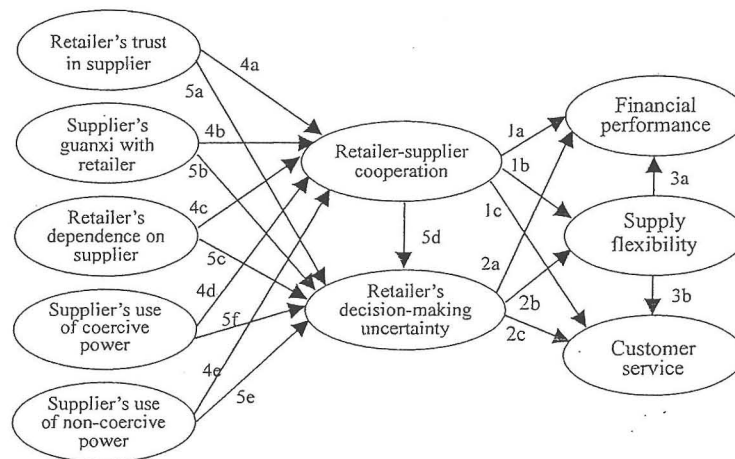 Retailer's trust
in supplier
Supplier's
guanxi with
retailer
Retailer's
dependence on
supplier
Supplier's use
of coercive
power
Supplier's use
of non-coercive
power
4a
5a
4b
5b
4c
5c
4d
5f
4e
5e
Retailer-supplier
cooperation
5d
Retailer's
decision-making
uncertainty
1a
1b
1c
2a
2b
2c
Financial
performance
3a
Supply
flexibility
3b
Customer
service